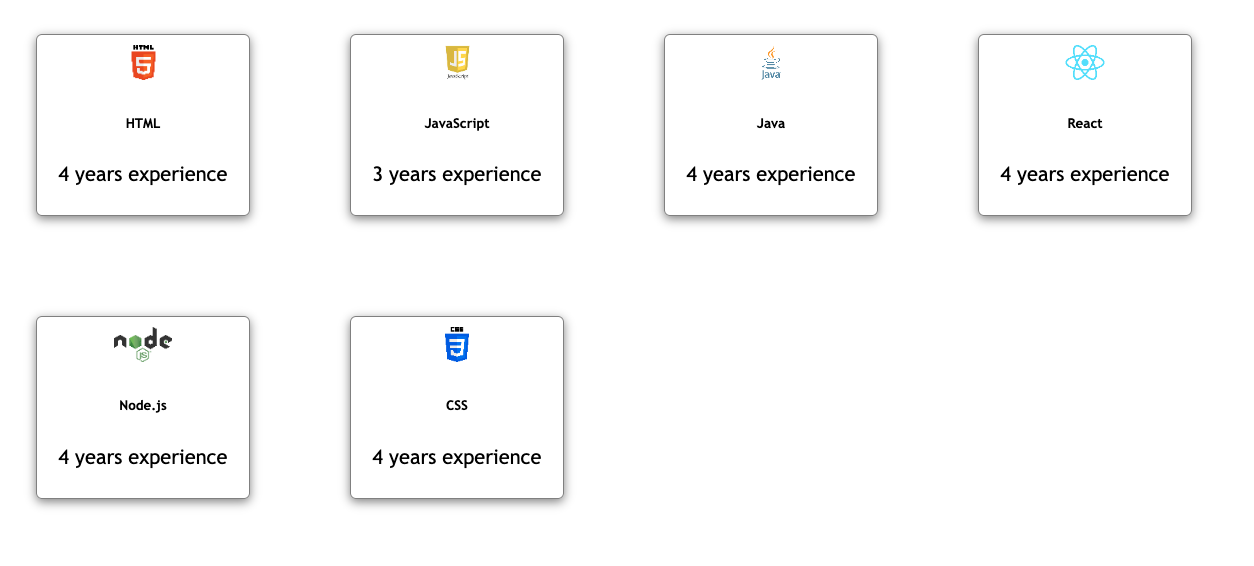 HTML
5
HTML
4 years experience
JS
JavaScript
JavaScript
3 years experience
Java
Java
4 years experience
React
4 years experience
node
JS
Node.js
4 years experience
CSS
3
CSS
4 years experience